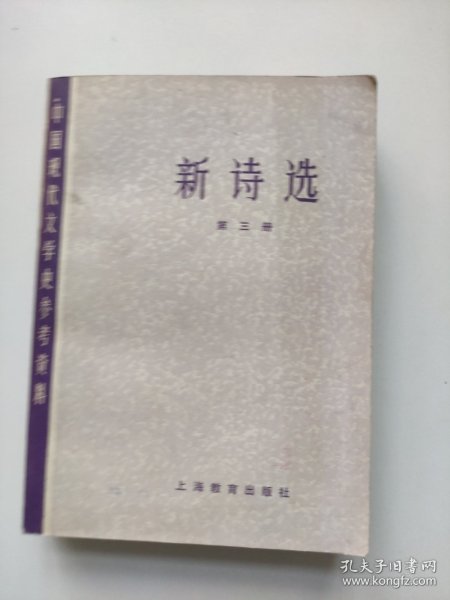 中国现代文学史参考资料
新诗选
第三册
上海教育出版社
孔夫子旧书网
www.kongfz.com